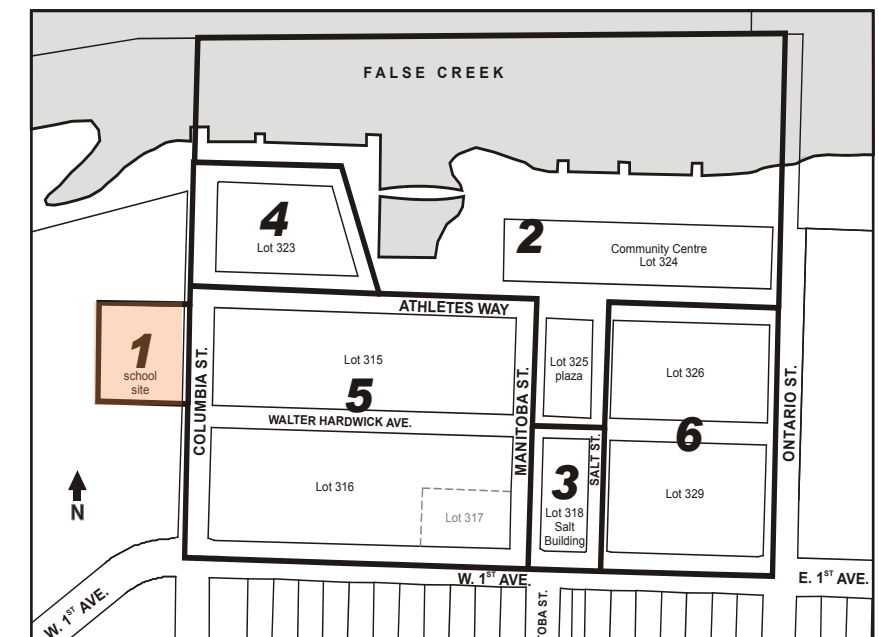 FALSE CREEK
4
Lot 323
2
Community Centre
Lot 324
ATHLETES WAY
1
school
site
COLUMBIA ST.
Lot 315
5
WALTER HARDWICK AVE.
MANITOBA ST.
Lot 325
plaza
Lot 326
6
ONTARIO ST.
Lot 316
Lot 317
3
SALT ST.
Lot 318
Salt
Building
Lot 329
N
W. 1ST AVE.
W. 1ST AVE.
E. 1ST AVE.
TOBA ST.